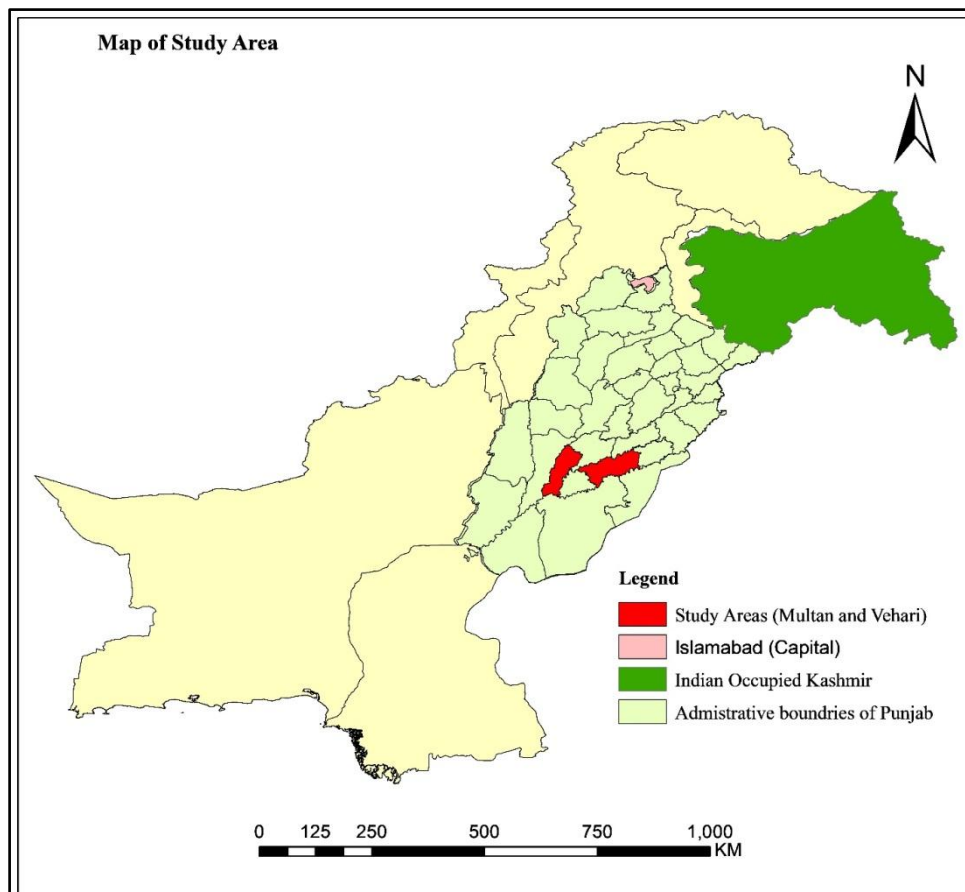 Map of Study Area
N
Legend
Study Areas (Multan and Vehari)
Islamabad (Capital)
Indian Occupied Kashmir
Admistrative boundries of Punjab
0 125 250 500 750 1,000
KM